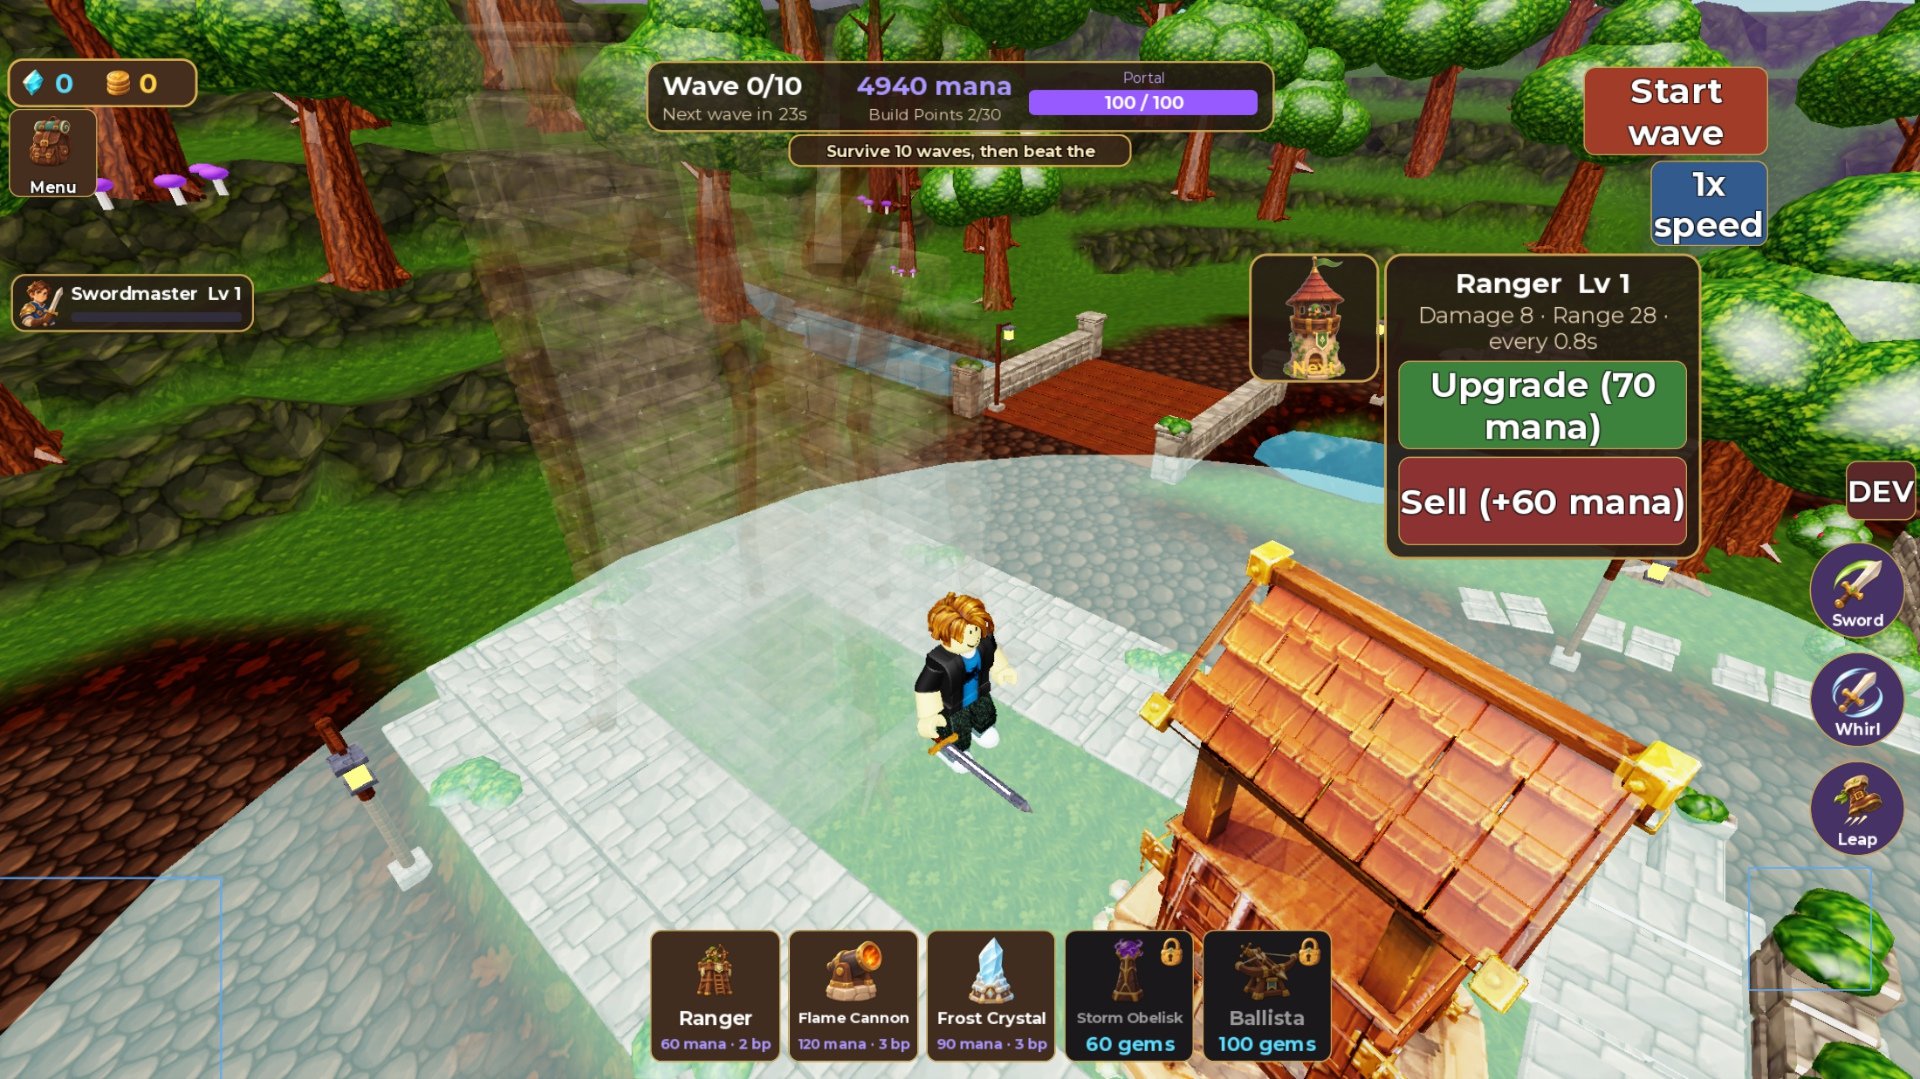 0 0
Menu
Swordmaster Lv 1
Wave 0/10
Next wave in 23s
4940 mana
Build Points 2/30
Portal
100 / 100
Survive 10 waves, then beat the
Start
wave
1x
speed
Next
Ranger Lv 1
Damage 8 · Range 28 ·
every 0.8s
Upgrade (70
mana)
Sell (+60 mana)
DEV
Sword
Whirl
Leap
Ranger
60 mana · 2 bp
Flame Cannon
120 mana · 3 bp
Frost Crystal
90 mana · 3 bp
Storm Obelisk
60 gems
Ballista
100 gems